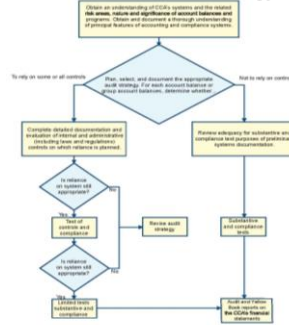 Obtain an understanding of CCA's systems and the related
risk areas, nature and significance of account balances and
programs. Obtain and document a thorough understanding
of principal features of accounting and compliance systems.
To rely on some or all controls
Plan, select, and document the appropriate
audit strategy. For each account balance or
group account balances, determine whether:
Not to rely on control
Complete detailed documentation and
evaluation of internal and administrative
(including laws and regulations)
controls on which reliance is planned.
Review adequacy for substantive and
compliance test purposes of
systems documentation
Is reliance
on system still
appropriate?
No
Yes
Test of
controls and
compliance
Review audit
strategy
Substantive
and compliance
tests
Is reliance
on system still
appropriate?
No
Yes
Limited tests
substantive and
compliance
Audit and Yellow
Book reports on
the CCA's financial
statements